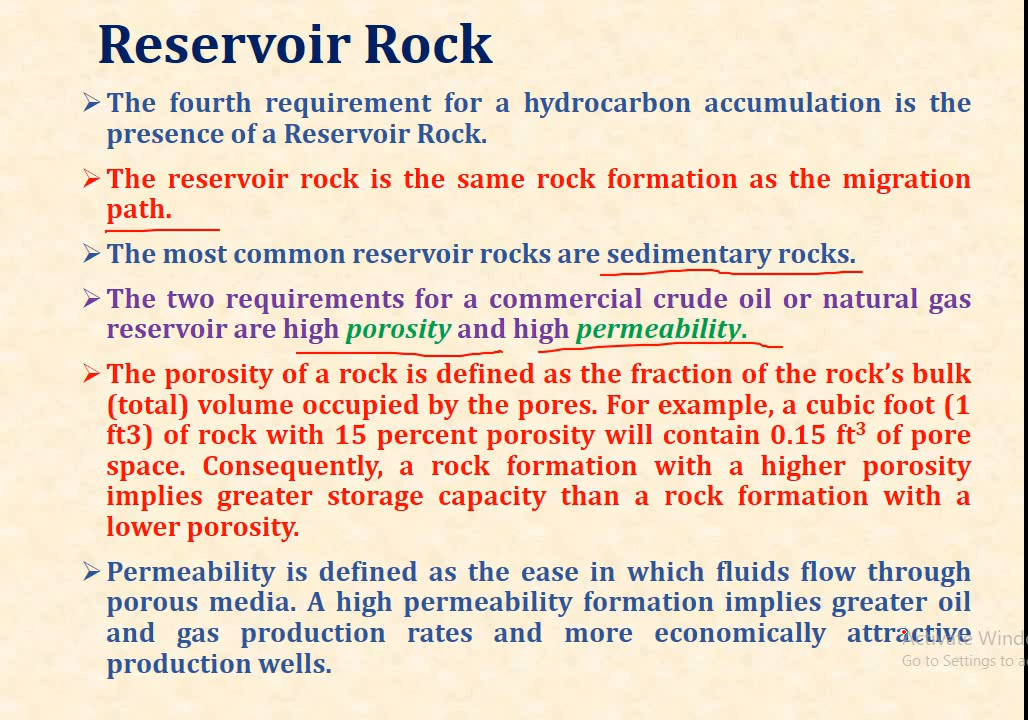 Reservoir Rock
➢ The fourth requirement for a hydrocarbon accumulation is the
presence of a Reservoir Rock.
➢ The reservoir rock is the same rock formation as the migration
path.
➢ The most common reservoir rocks are sedimentary rocks.
➢ The two requirements for a commercial crude oil or natural gas
reservoir are high porosity and high permeability.
➢ The porosity of a rock is defined as the fraction of the rock’s bulk
(total) volume occupied by the pores. For example, a cubic foot (1
ft3) of rock with 15 percent porosity will contain 0.15 ft³ of pore
space. Consequently, a rock formation with a higher porosity
implies greater storage capacity than a rock formation with a
lower porosity.
➢ Permeability is defined as the ease in which fluids flow through
porous media. A high permeability formation implies greater oil
and gas production rates and more economically attractive
production wells.
Activate Windo
Go to Settings to a